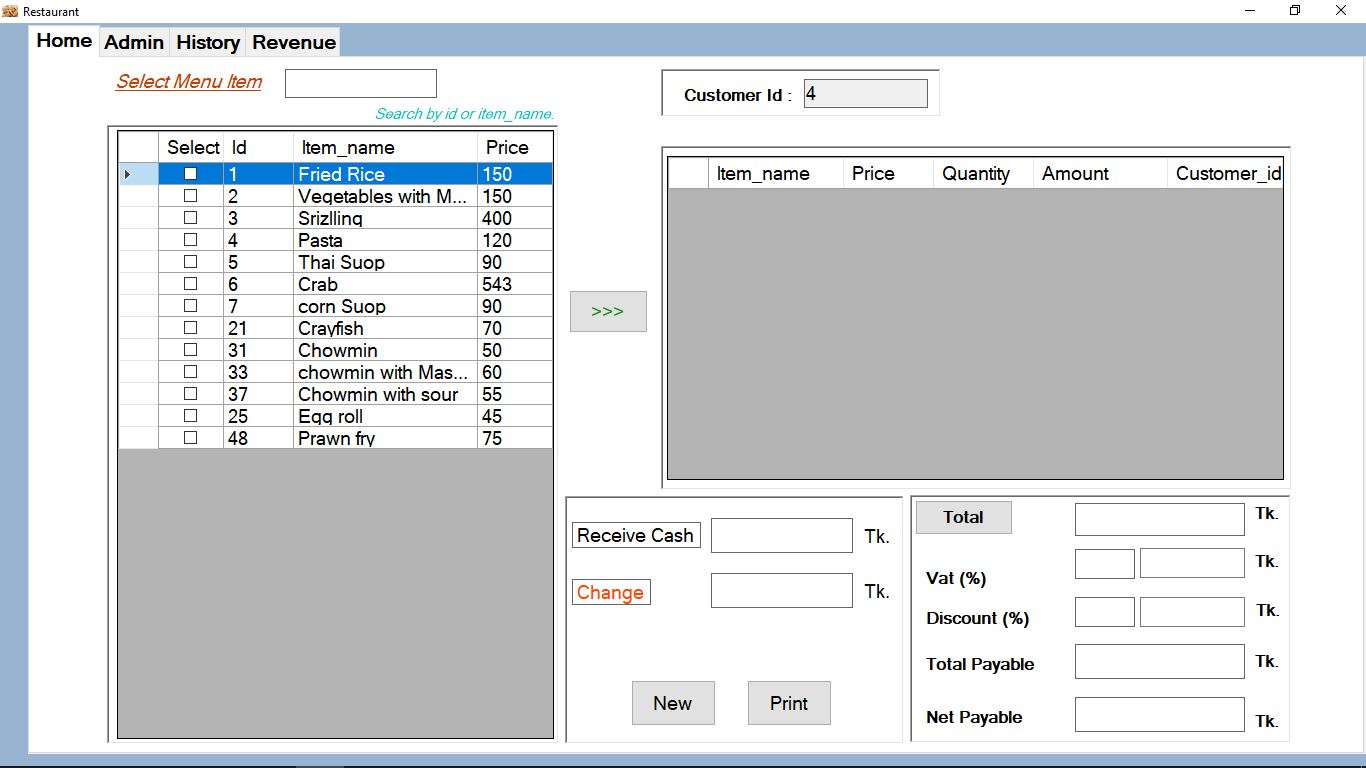 Restaurant
Home Admin History Revenue
Select Menu Item
Search by id or item_name.
Select Id Item_name Price
1 Fried Rice 150
2 Vegetables with M... 150
3 Srizlling 400
4 Pasta 120
5 Thai Suop 90
6 Crab 543
7 corn Suop 90
21 Crayfish 70
31 Chowmin 50
33 chowmin with Mas... 60
37 Chowmin with sour 55
25 Egg roll 45
48 Prawn fry 75
>>>
Customer Id : 4
Item_name Price Quantity Amount Customer_id
Receive Cash Tk.
Change Tk.
New Print
Total Tk.
Vat (%) Tk.
Discount (%) Tk.
Total Payable Tk.
Net Payable Tk.